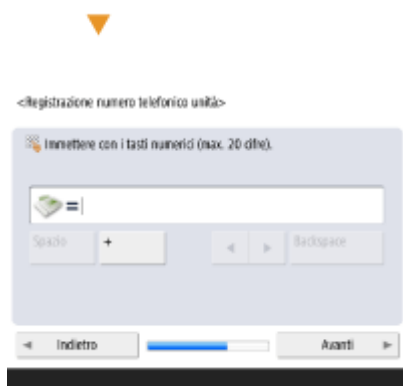 <Registrazione numero telefonico unità>
Immettere con i tasti numerici (max. 20 cifre).
=
Spazio + Backspace
Indietro Avanti